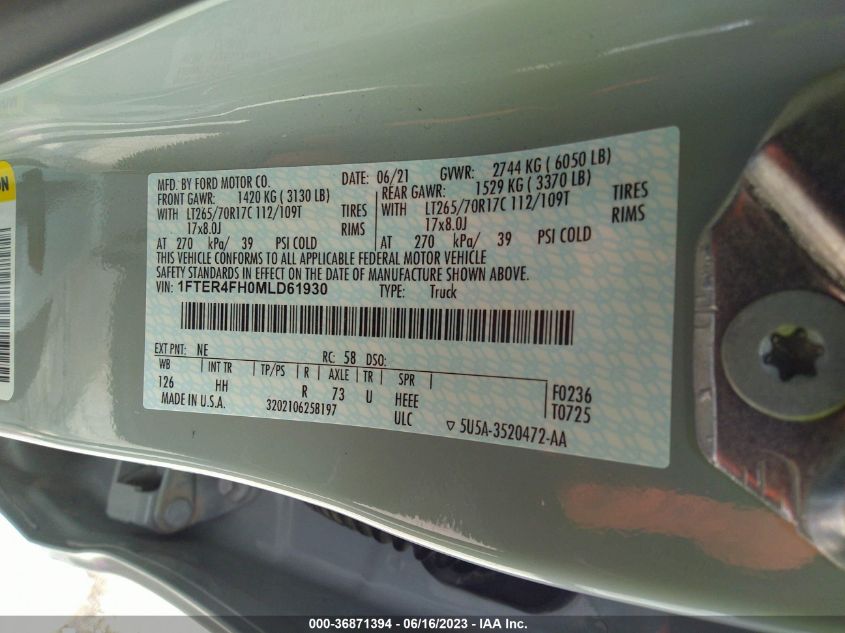 MFD. BY FORD MOTOR CO. DATE: 06/21 GVWR: 2744 KG ( 6050 LB)
FRONT GAWR: 1420 KG ( 3130 LB) REAR GAWR: 1529 KG ( 3370 LB)
WITH LT265/70R17C 112/109T TIRES WITH LT265/70R17C 112/109T TIRES
17x8.0J RIMS 17x8.0J RIMS
AT 270 kPa/ 39 PSI COLD AT 270 kPa/ 39 PSI COLD
THIS VEHICLE CONFORMS TO ALL APPLICABLE FEDERAL MOTOR VEHICLE
SAFETY STANDARDS IN EFFECT ON THE DATE OF MANUFACTURE SHOWN ABOVE.
VIN: 1FTER4FH0MLD61930 TYPE: Truck
EXT PNT: NE RC: 58 DSO:
WB INT TR TP/PS R AXLE TR SPR
126 HH R 73 U HEEE F0236
MADE IN U.S.A. 3202106258197 ULC T0725
▽ 5U5A-3520472-AA
000-36871394 - 06/16/2023 - IAA Inc.